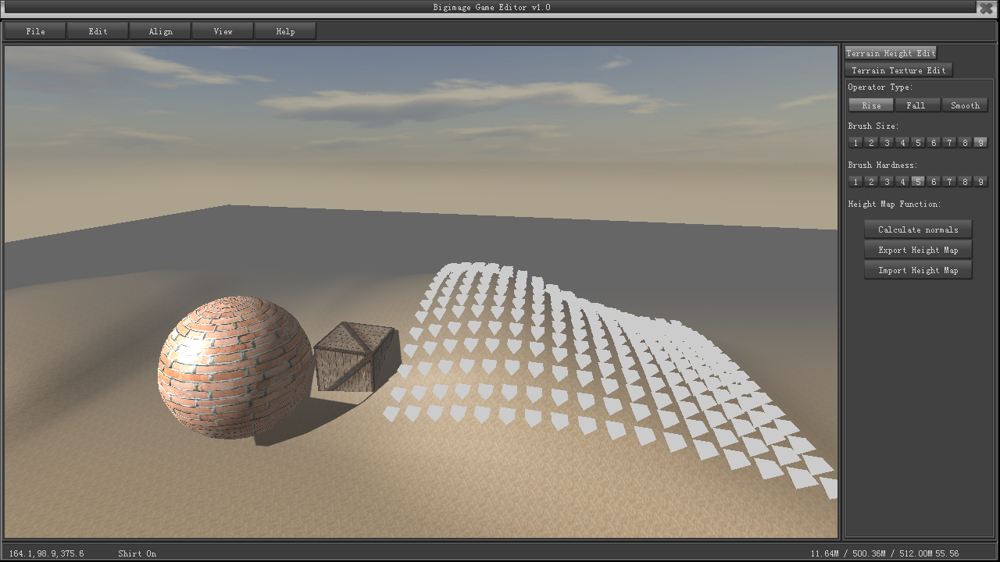 Bigimage Game Editor v1.0
File Edit Align View Help
Terrain Height Edit
Terrain Texture Edit
Operator Type:
Rise Fall Smooth
Brush Size:
1 2 3 4 5 6 7 8 9
Brush Hardness:
1 2 3 4 5 6 7 8 9
Height Map Function:
Calculate normals
Export Height Map
Import Height Map
164.1,98.9,375.6 Shirt On 11.64M / 500.36M / 512.00M 55.56